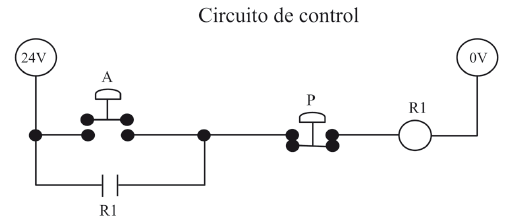 Circuito de control
24V
0V
A
P
R1
R1